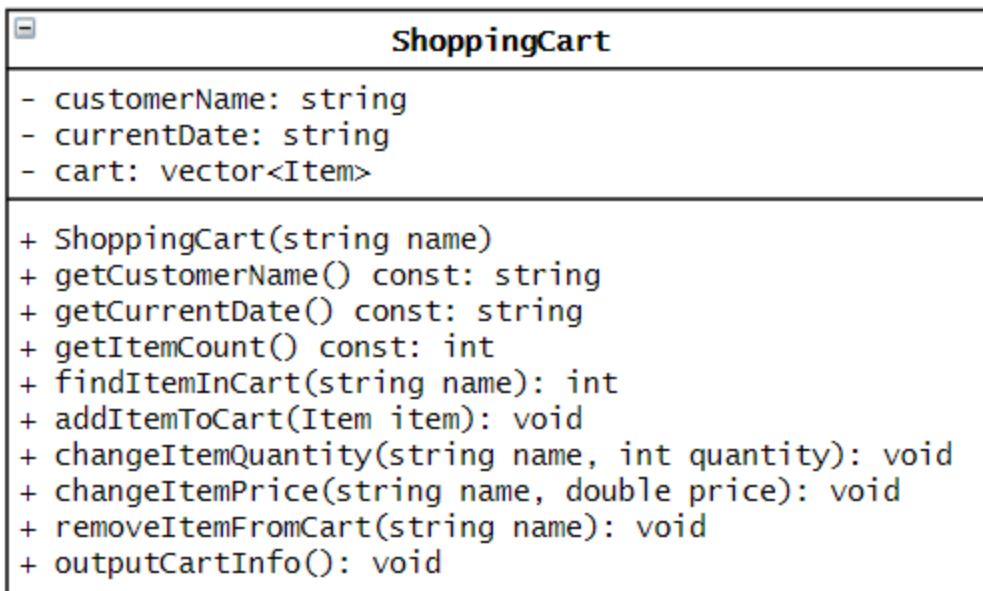 ShoppingCart
- customerName: string
- currentDate: string
- cart: vector<Item>
+ ShoppingCart(string name)
+ getCustomerName() const: string
+ getCurrentDate() const: string
+ getItemCount() const: int
+ findItemInCart(string name): int
+ addItemToCart(Item item): void
+ changeItemQuantity(string name, int quantity): void
+ changeItemPrice(string name, double price): void
+ removeItemFromCart(string name): void
+ outputCartInfo(): void